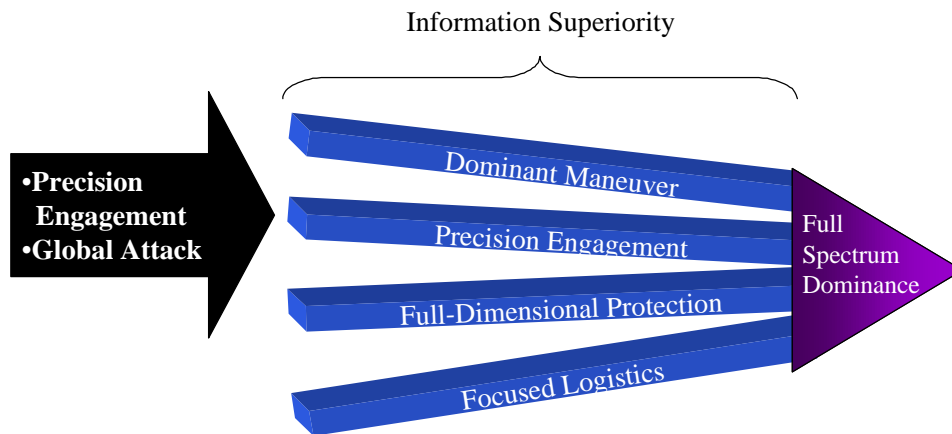 Information Superiority
•Precision
Engagement
•Global Attack
Dominant Maneuver
Precision Engagement
Full-Dimensional Protection
Focused Logistics
Full
Spectrum
Dominance